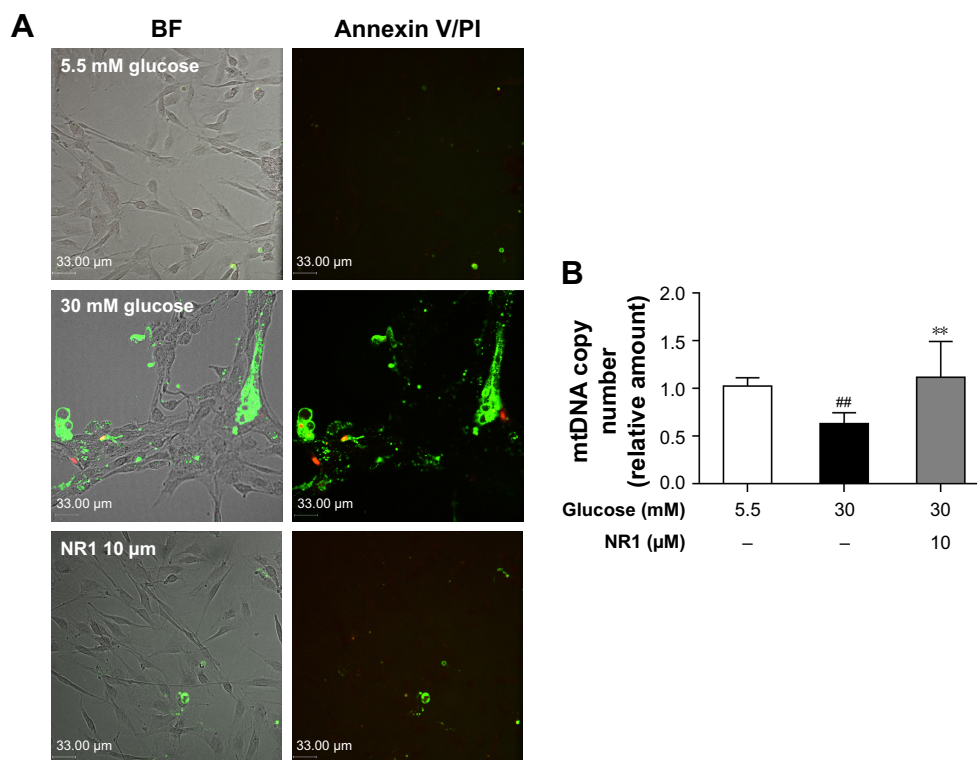 A
BF
Annexin V/PI
5.5 mM glucose
33.00 μm
33.00 μm
30 mM glucose
33.00 μm
33.00 μm
NR1 10 μm
33.00 μm
33.00 μm
B
mtDNA copy
number
(relative amount)
2.0
1.5
1.0
0.5
0.0
##
**
Glucose (mM) 5.5 30 30
NR1 (μM) – – 10